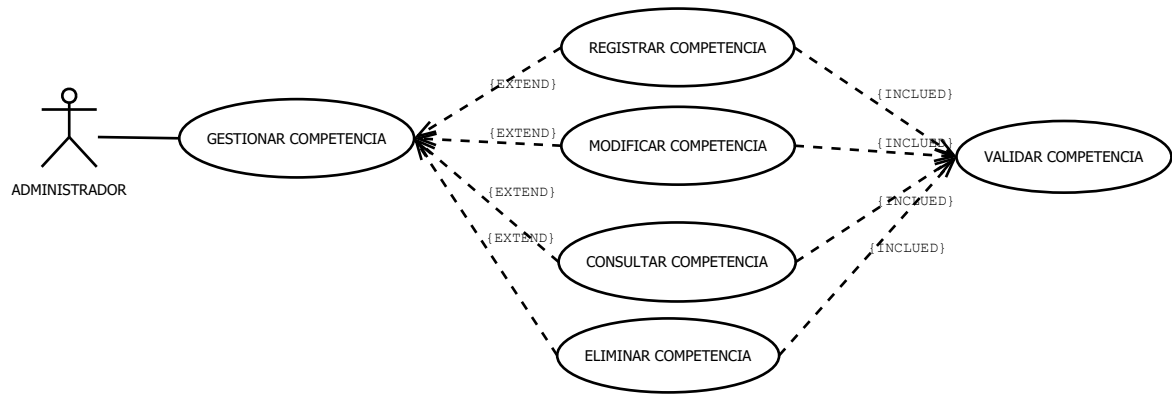 REGISTRAR COMPETENCIA
{EXTEND}
{INCLUED}
GESTIONAR COMPETENCIA
{EXTEND}
MODIFICAR COMPETENCIA
{INCLUED}
VALIDAR COMPETENCIA
ADMINISTRADOR
{EXTEND}
{INCLUED}
{EXTEND}
CONSULTAR COMPETENCIA
{INCLUED}
ELIMINAR COMPETENCIA